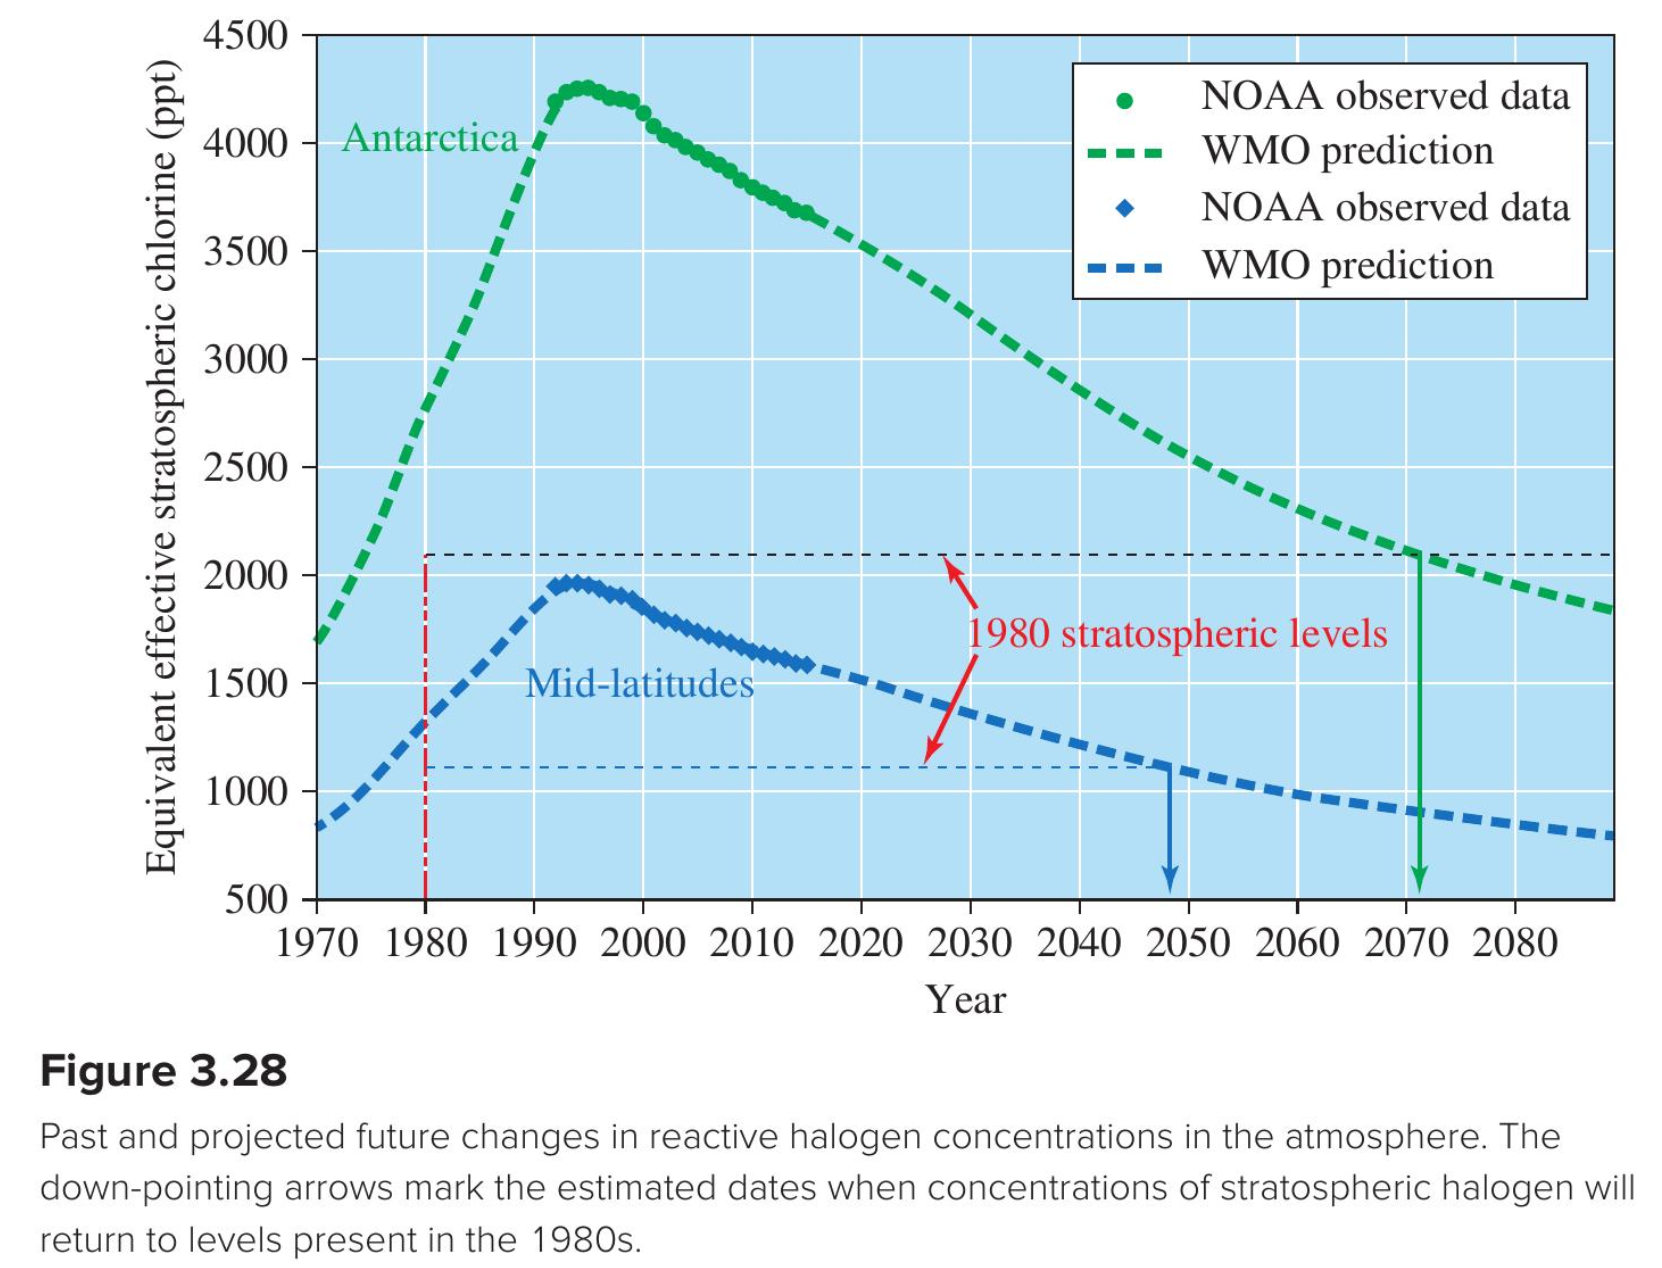 Equivalent effective stratospheric chlorine (ppt)
4500
4000
3500
3000
2500
2000
1500
1000
500
Antarctica
Mid-latitudes
1980 stratospheric levels
NOAA observed data
WMO prediction
NOAA observed data
WMO prediction
1970 1980 1990 2000 2010 2020 2030 2040 2050 2060 2070 2080
Year
Figure 3.28
Past and projected future changes in reactive halogen concentrations in the atmosphere. The
down-pointing arrows mark the estimated dates when concentrations of stratospheric halogen will
return to levels present in the 1980s.